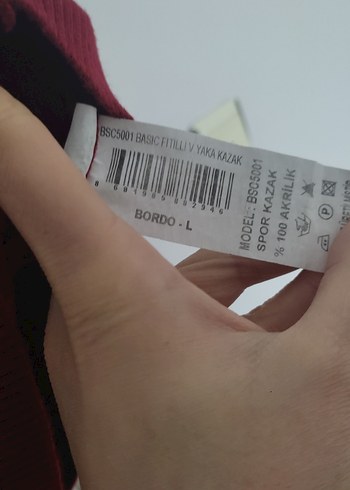 BSC5001 BASIC FITILLI V YAKA KAZAK
BORDO - L
MODEL: BSC5001
SPOR KAZAK
% 100 AKRİLİK